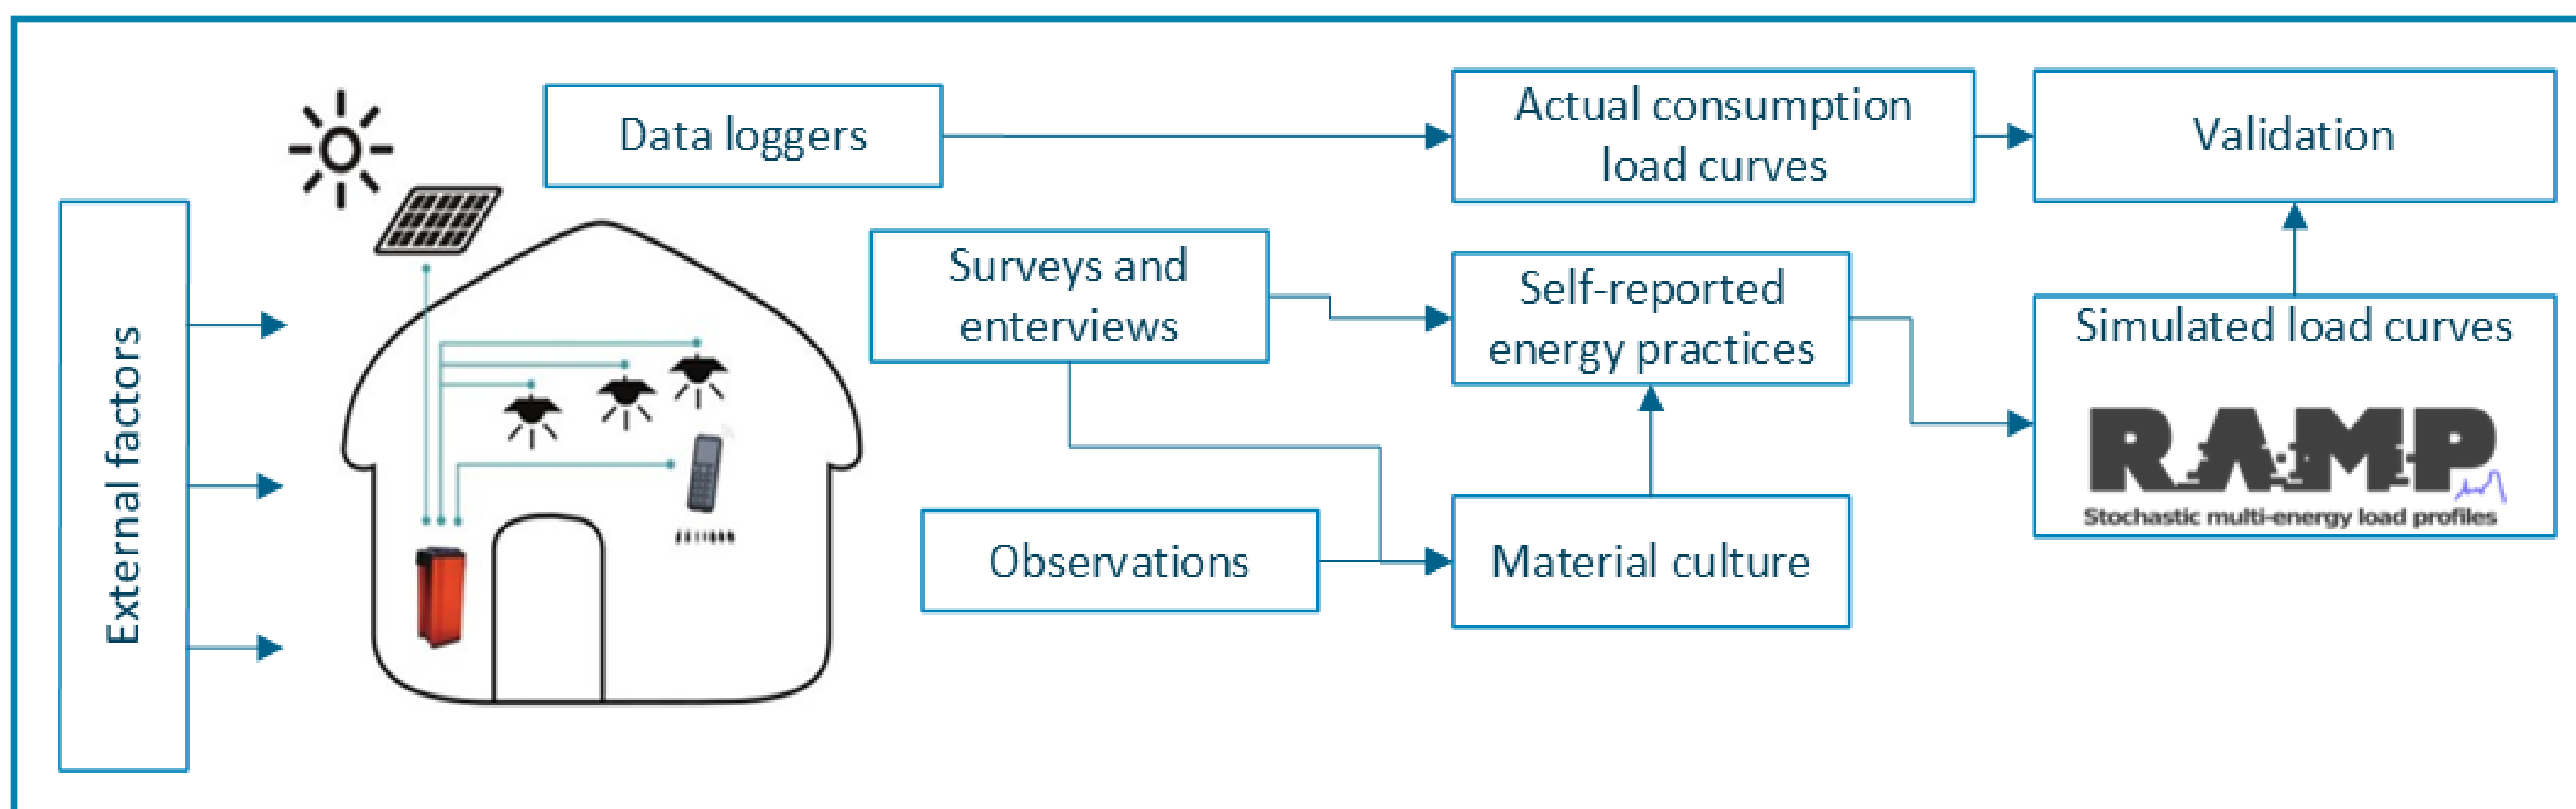 External factors
Data loggers
Actual consumption
load curves
Validation
Surveys and
enterviews
Self-reported
energy practices
Simulated load curves
RAMP
Stochastic multi-energy load profiles
Observations
Material culture